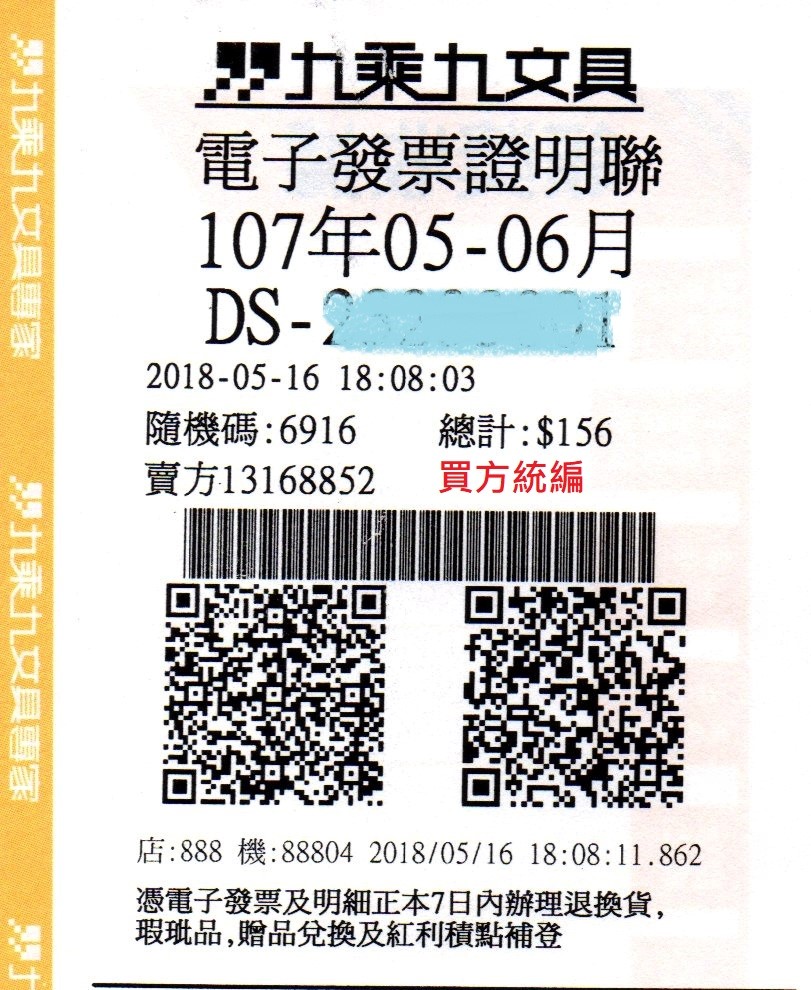 九乘九文具
電子發票證明聯
107年05-06月
DS-
2018-05-16 18:08:03
隨機碼:6916 總計:$156
賣方13168852 買方統編
店:888 機:88804 2018/05/16 18:08:11.862
憑電子發票及明細正本7日內辦理退換貨,
瑕玼品,贈品兌換及紅利積點補登
九乘九文具專家
九乘九文具專家
九